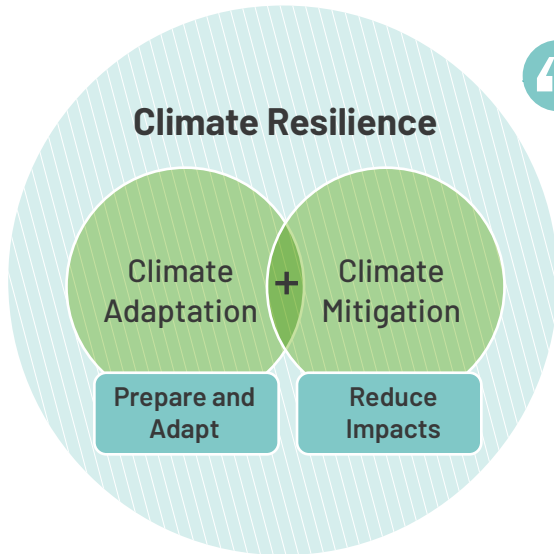 “
Climate Resilience
Climate
Adaptation
+
Climate
Mitigation
Prepare and
Adapt
Reduce
Impacts